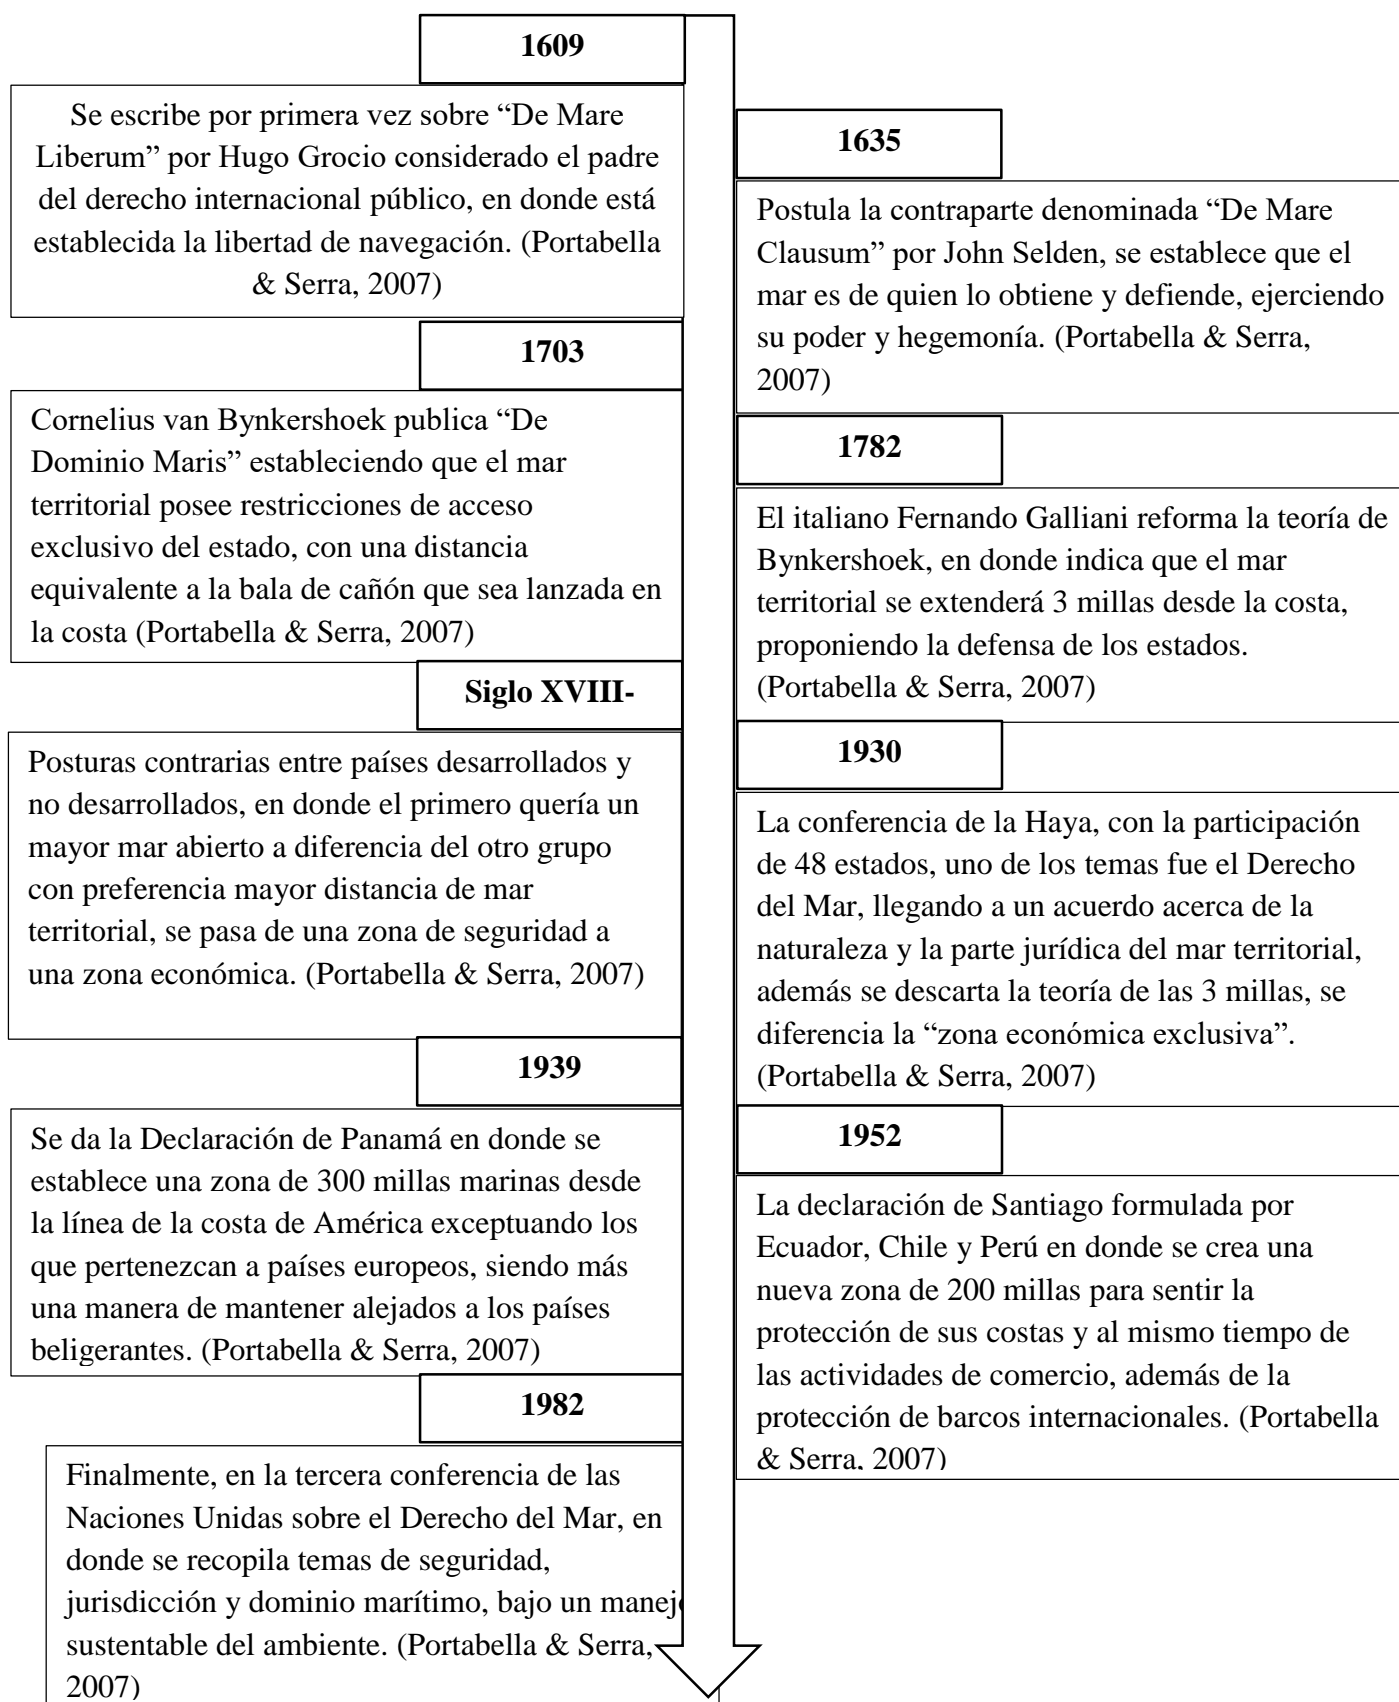 1609
Se escribe por primera vez sobre “De Mare
Liberum” por Hugo Grocio considerado el padre
del derecho internacional público, en donde está
establecida la libertad de navegación. (Portabella
& Serra, 2007)
1635
Postula la contraparte denominada “De Mare
Clausum” por John Selden, se establece que el
mar es de quien lo obtiene y defiende, ejerciendo
su poder y hegemonía. (Portabella & Serra,
2007)
1703
Cornelius van Bynkershoek publica “De
Dominio Maris” estableciendo que el mar
territorial posee restricciones de acceso
exclusivo del estado, con una distancia
equivalente a la bala de cañón que sea lanzada en
la costa (Portabella & Serra, 2007)
1782
El italiano Fernando Galliani reforma la teoría de
Bynkershoek, en donde indica que el mar
territorial se extenderá 3 millas desde la costa,
proponiendo la defensa de los estados.
(Portabella & Serra, 2007)
Siglo XVIII-
Posturas contrarias entre países desarrollados y
no desarrollados, en donde el primero quería un
mayor mar abierto a diferencia del otro grupo
con preferencia mayor distancia de mar
territorial, se pasa de una zona de seguridad a
una zona económica. (Portabella & Serra, 2007)
1930
La conferencia de la Haya, con la participación
de 48 estados, uno de los temas fue el Derecho
del Mar, llegando a un acuerdo acerca de la
naturaleza y la parte jurídica del mar territorial,
además se descarta la teoría de las 3 millas, se
diferencia la “zona económica exclusiva”.
(Portabella & Serra, 2007)
1939
Se da la Declaración de Panamá en donde se
establece una zona de 300 millas marinas desde
la línea de la costa de América exceptuando los
que pertenezcan a países europeos, siendo más
una manera de mantener alejados a los países
beligerantes. (Portabella & Serra, 2007)
1952
La declaración de Santiago formulada por
Ecuador, Chile y Perú en donde se crea una
nueva zona de 200 millas para sentir la
protección de sus costas y al mismo tiempo de
las actividades de comercio, además de la
protección de barcos internacionales. (Portabella
& Serra, 2007)
1982
Finalmente, en la tercera conferencia de las
Naciones Unidas sobre el Derecho del Mar, en
donde se recopila temas de seguridad,
jurisdicción y dominio marítimo, bajo un manejo
sustentable del ambiente. (Portabella & Serra,
2007)